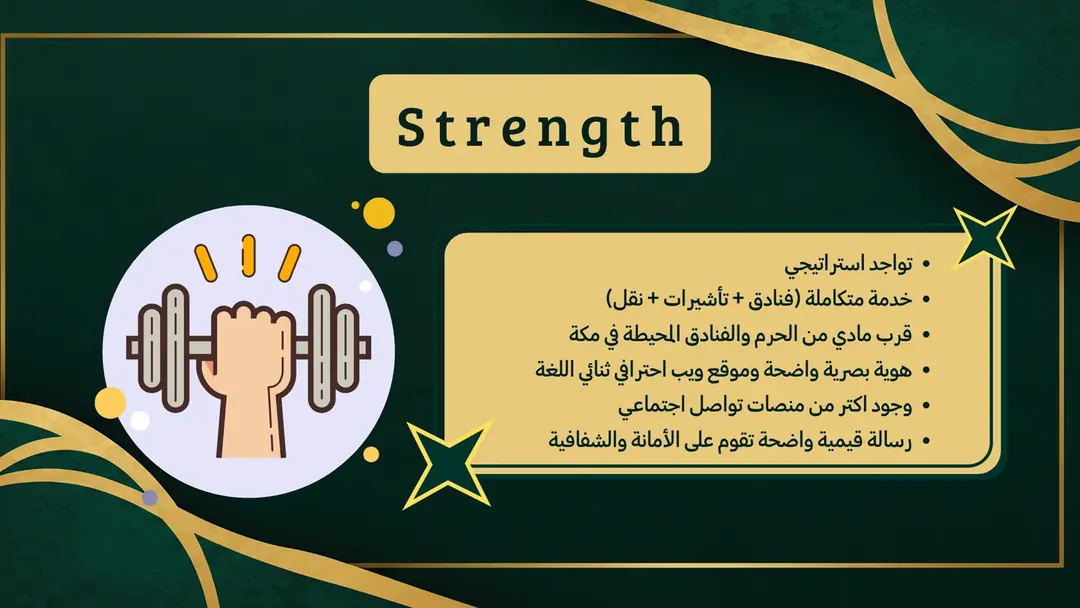 Strength
• تواجد استراتيجي
• خدمة متكاملة (فنادق + تأشيرات + نقل)
• قرب مادي من الحرم والفنادق المحيطة في مكة
• هوية بصرية واضحة وموقع ويب احترافي ثنائي اللغة
• وجود اكتر من منصات تواصل اجتماعي
• رسالة قيمية واضحة تقوم على الأمانة والشفافية